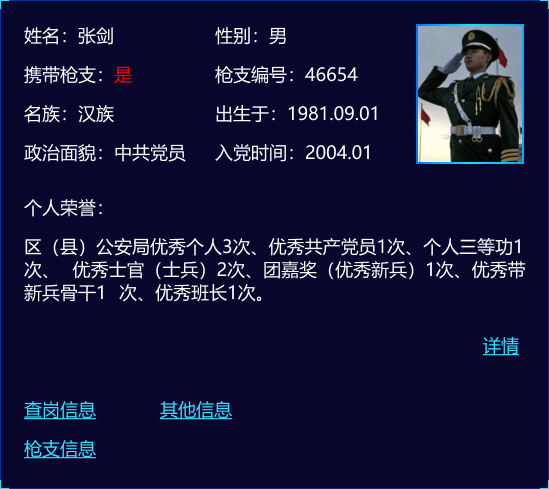 姓名：张剑 性别：男
携带枪支：是 枪支编号：46654
名族：汉族 出生于：1981.09.01
政治面貌：中共党员 入党时间：2004.01
个人荣誉：
区（县）公安局优秀个人3次、优秀共产党员1次、个人三等功1
次、 优秀士官（士兵）2次、团嘉奖（优秀新兵）1次、优秀带
新兵骨干1 次、优秀班长1次。
详情
查岗信息 其他信息
枪支信息